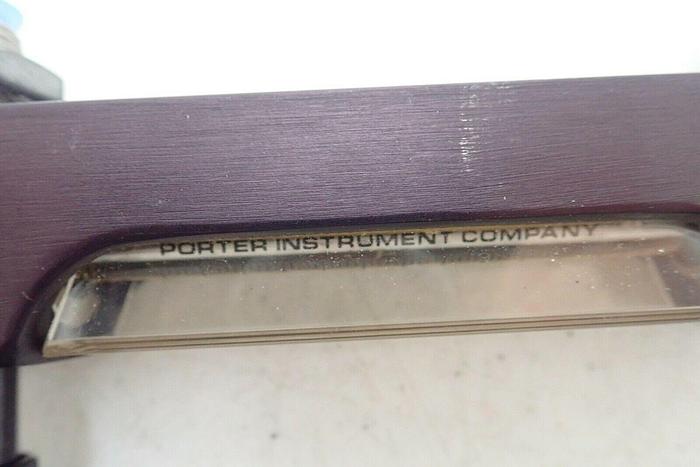 PORTER INSTRUMENT COMPANY